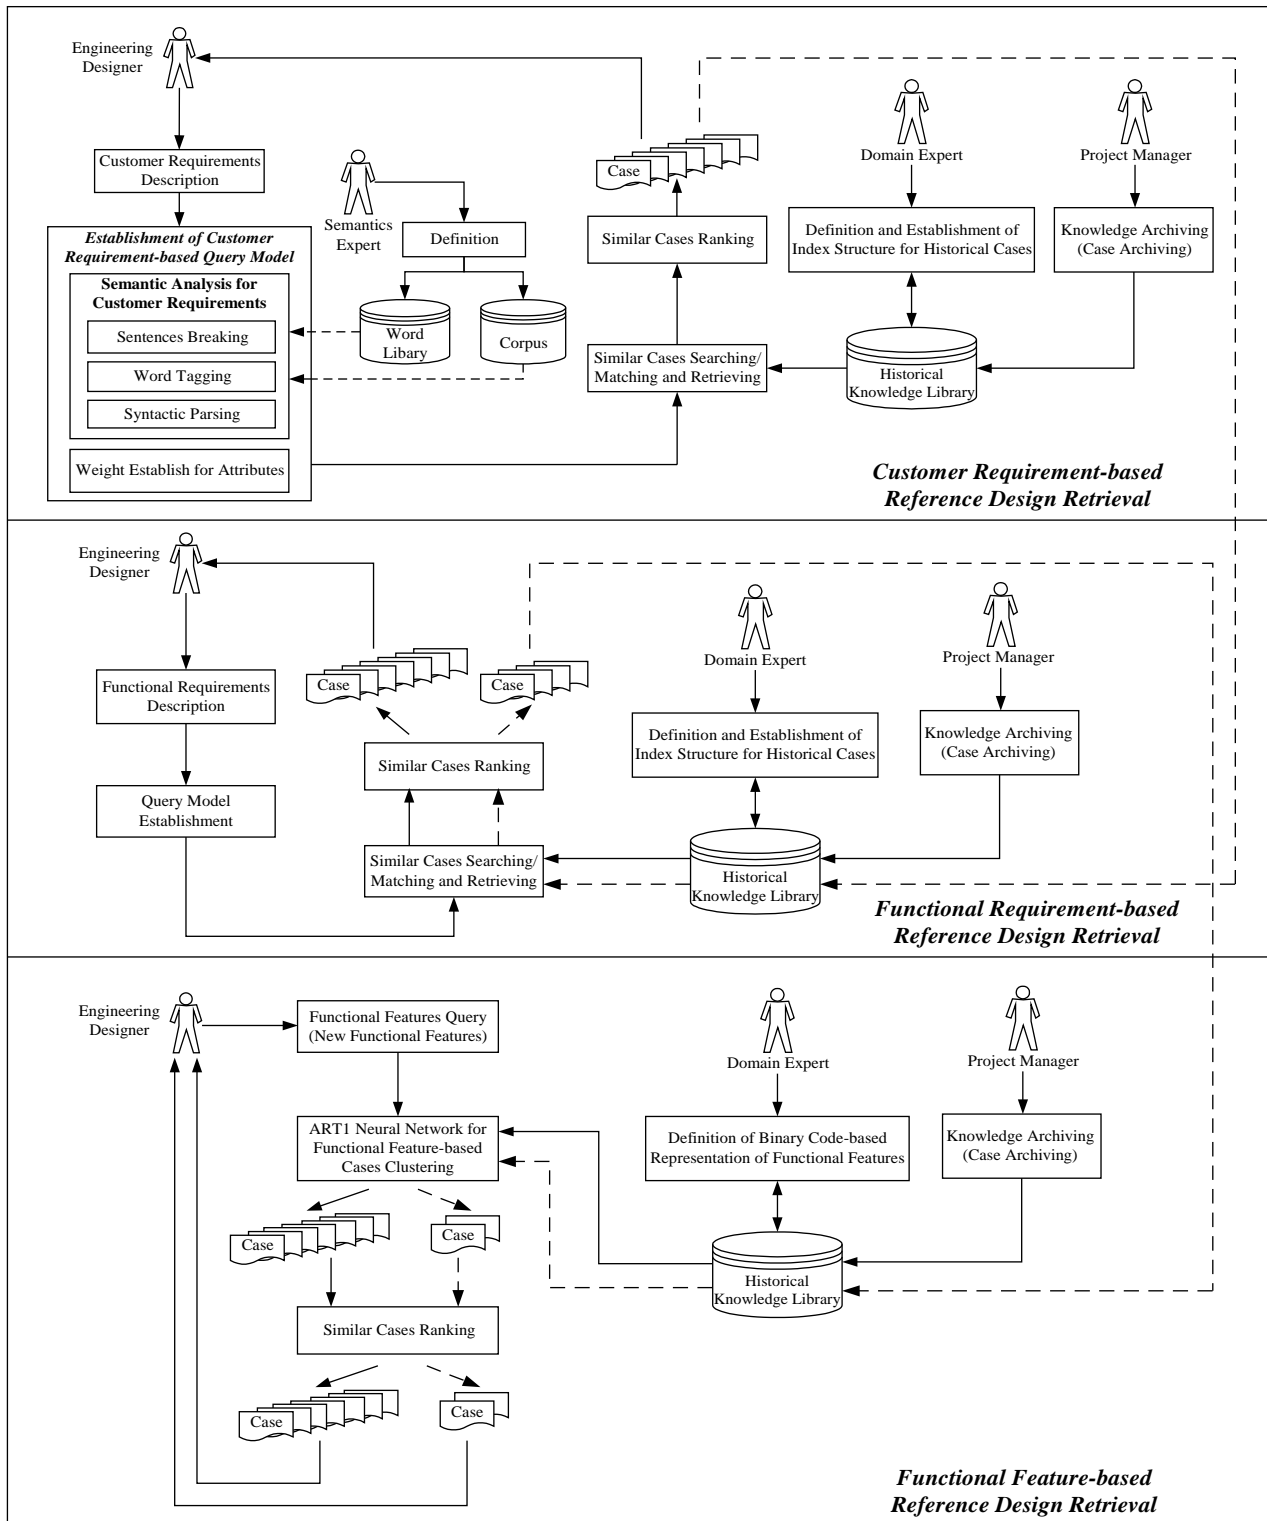 Engineering
Designer
Customer Requirements
Description
Establishment of Customer
Requirement-based Query Model
Semantic Analysis for
Customer Requirements
Sentences Breaking
Word Tagging
Syntactic Parsing
Weight Establish for Attributes
Semantics
Expert
Definition
Word
Libary
Corpus
Case
Similar Cases Ranking
Similar Cases Searching/
Matching and Retrieving
Domain Expert
Definition and Establishment of
Index Structure for Historical Cases
Historical
Knowledge Library
Project Manager
Knowledge Archiving
(Case Archiving)
Customer Requirement-based
Reference Design Retrieval
Engineering
Designer
Functional Requirements
Description
Query Model
Establishment
Case
Case
Similar Cases Ranking
Similar Cases Searching/
Matching and Retrieving
Domain Expert
Definition and Establishment of
Index Structure for Historical Cases
Historical
Knowledge Library
Project Manager
Knowledge Archiving
(Case Archiving)
Functional Requirement-based
Reference Design Retrieval
Engineering
Designer
Functional Features Query
(New Functional Features)
ART1 Neural Network for
Functional Feature-based
Cases Clustering
Case
Case
Similar Cases Ranking
Case
Case
Domain Expert
Definition of Binary Code-based
Representation of Functional Features
Historical
Knowledge Library
Project Manager
Knowledge Archiving
(Case Archiving)
Functional Feature-based
Reference Design Retrieval